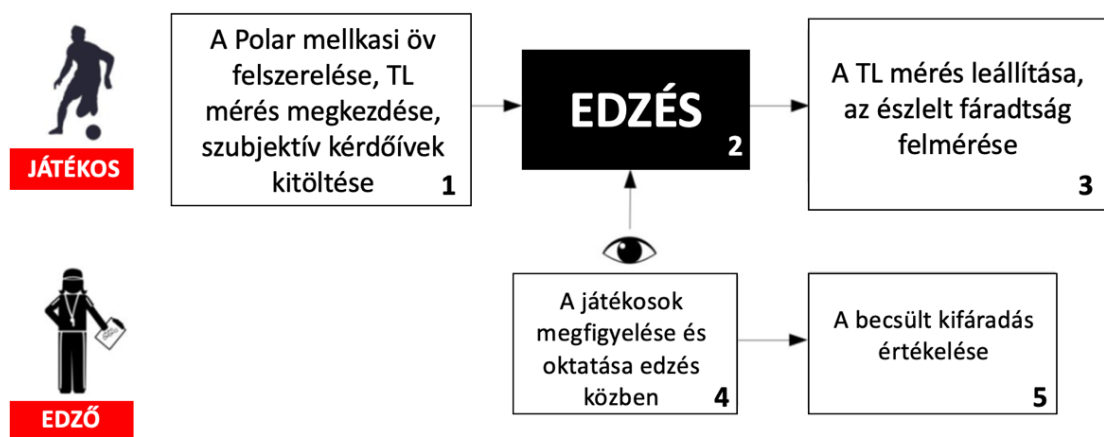 A Polar mellkasi öv
felszerelése, TL
mérés megkezdése,
szubjektív kérdőívek
kitöltése
1
EDZÉS
2
A TL mérés leállítása,
az észlelt fáradtság
felmérése
3
JÁTÉKOS
A játékosok
megfigyelése és
oktatása edzés
közben
4
A becsült kifáradás
értékelése
5
EDZŐ